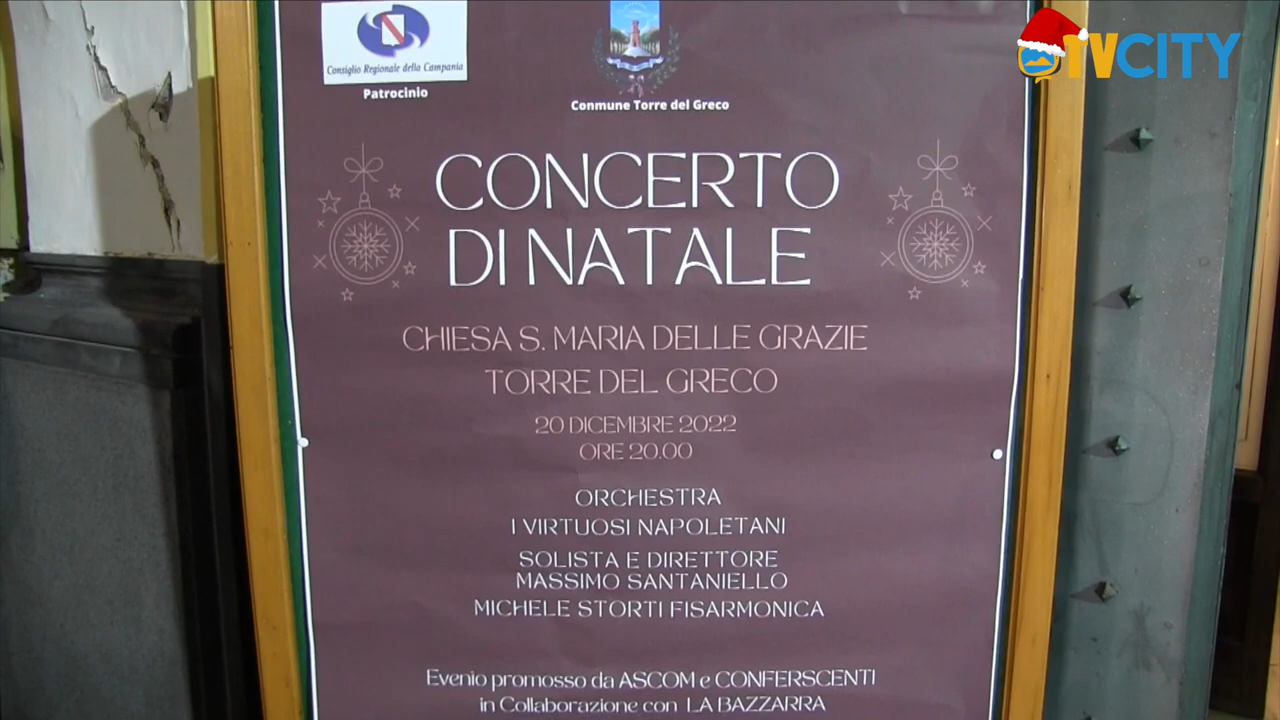 TVCITY
Consiglio Regionale della Campania
Patrocinio
Conmune Torre del Greco
CONCERTO
DI NATALE
CHIESA S. MARIA DELLE GRAZIE
TORRE DEL GRECO
20 DICEMBRE 2022
ORE 20.00
ORCHESTRA
I VIRTUOSI NAPOLETANI
SOLISTA E DIRETTORE
MASSIMO SANTANIELLO
MICHELE STORTI FISARMONICA
Evento promosso da ASCOM e CONFERSCENTI
in Collaborazione con LA BAZZARRA